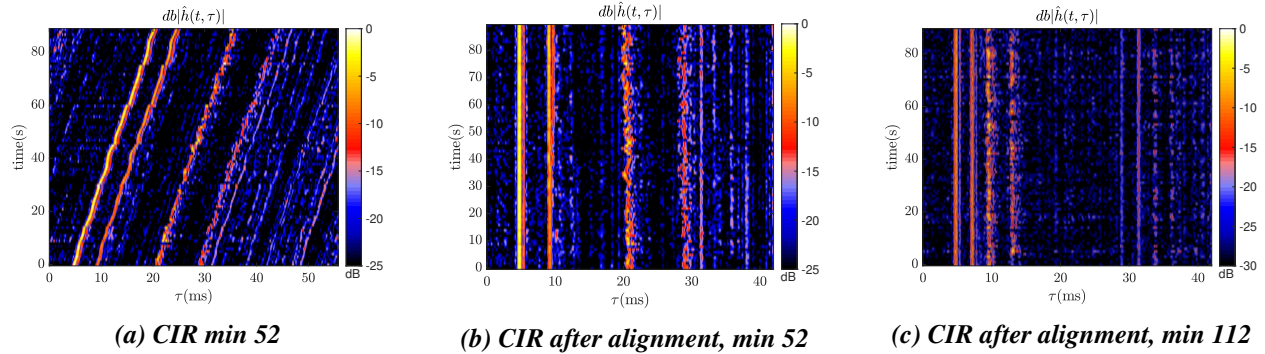 db|ĥ(t, τ)|
time(s)
80
60
40
20
0
0 10 20 30 40 50
τ(ms)
0
-5
-10
-15
-20
-25
dB
(a) CIR min 52
db|ĥ(t, τ)|
time(s)
90
80
70
60
50
40
30
20
10
0
0 10 20 30 40
τ(ms)
0
-5
-10
-15
-20
-25
dB
(b) CIR after alignment, min 52
db|ĥ(t, τ)|
time(s)
80
60
40
20
0
0 10 20 30 40
τ(ms)
0
-5
-10
-15
-20
-25
-30
dB
(c) CIR after alignment, min 112